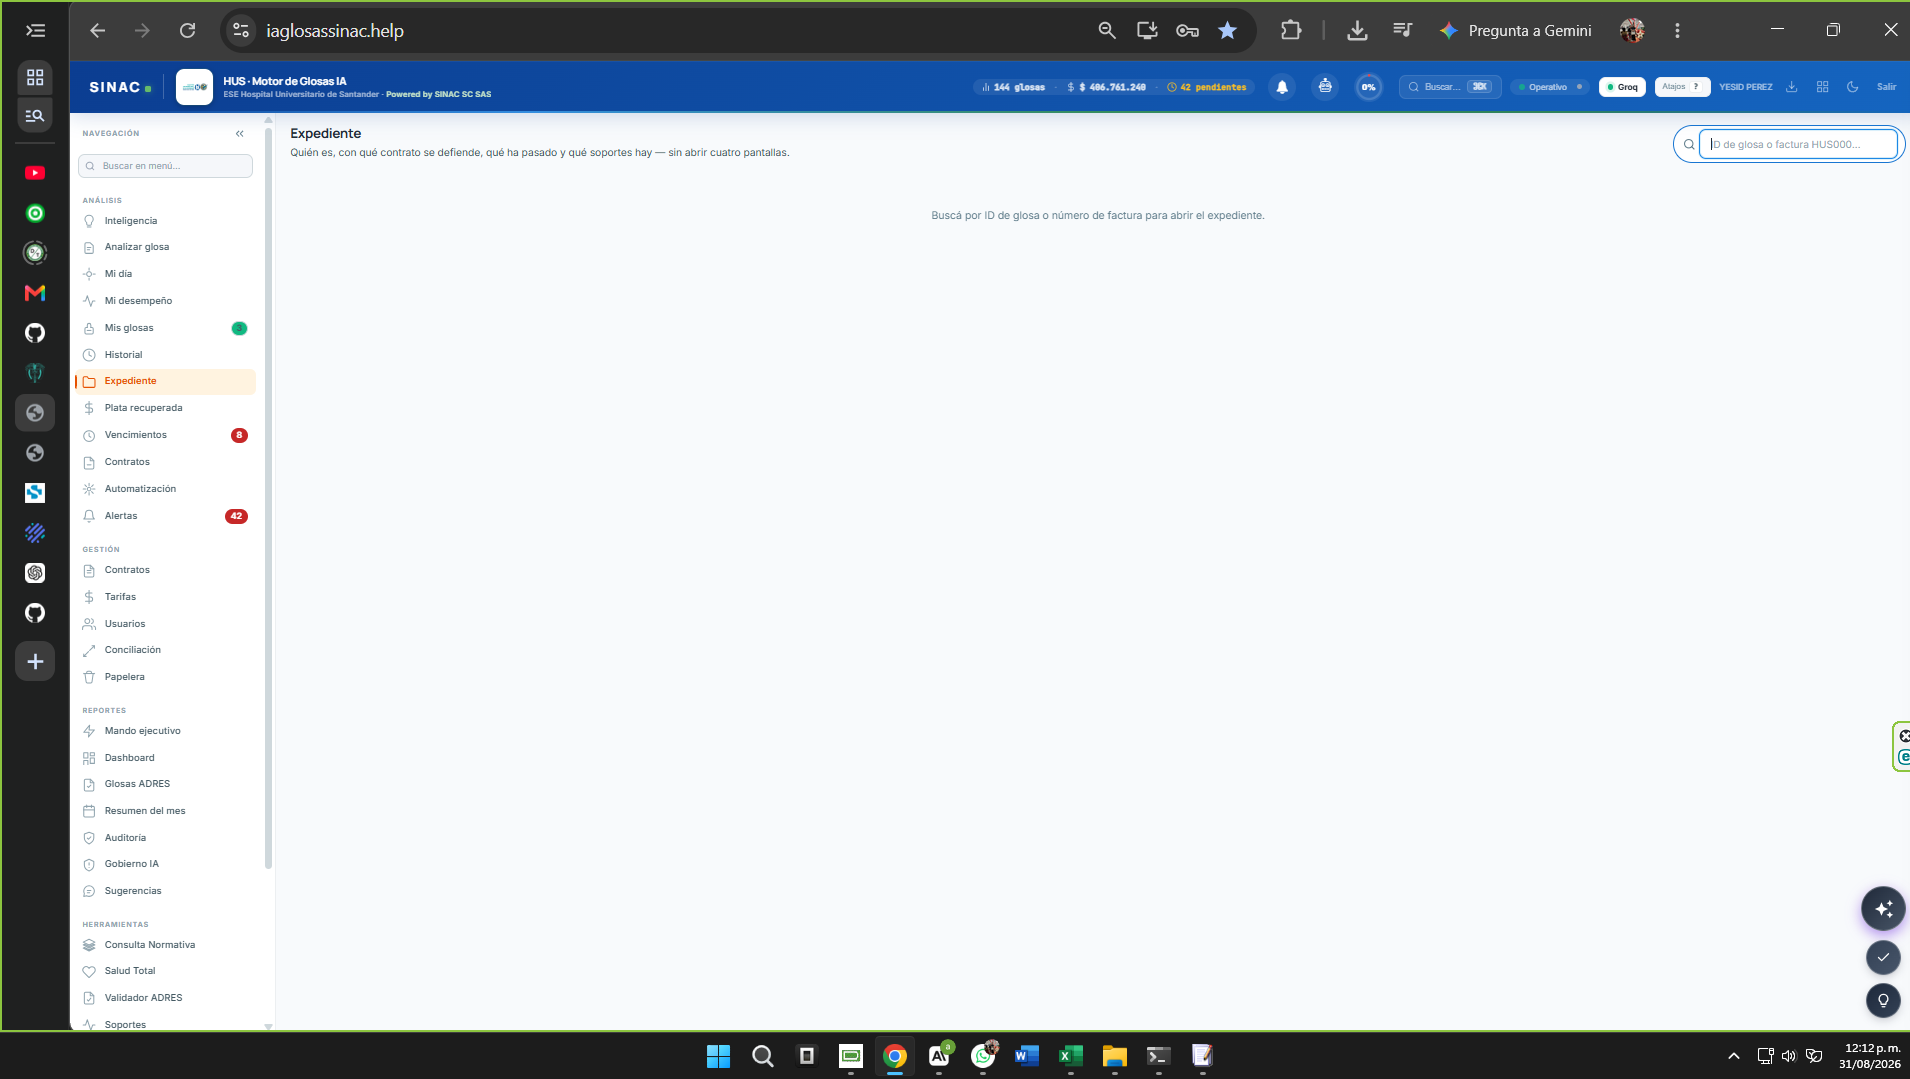 iaglosassinac.help
Pregunta a Gemini
SINAC
HUS · Motor de Glosas IA
ESE Hospital Universitario de Santander · Powered by SINAC SC SAS
144 glosas · $ $ 406.761.240 · 42 pendientes
0%
Buscar...
Operativo
Groq
Atajos ?
YESID PEREZ
Salir
NAVEGACIÓN
Buscar en menú...
ANÁLISIS
Inteligencia
Analizar glosa
Mi día
Mi desempeño
Mis glosas 3
Historial
Expediente
Plata recuperada
Vencimientos 8
Contratos
Automatización
Alertas 42
GESTIÓN
Contratos
Tarifas
Usuarios
Conciliación
Papelera
REPORTES
Mando ejecutivo
Dashboard
Glosas ADRES
Resumen del mes
Auditoría
Gobierno IA
Sugerencias
HERRAMIENTAS
Consulta Normativa
Salud Total
Validador ADRES
Soportes
Expediente
Quién es, con qué contrato se defiende, qué ha pasado y qué soportes hay — sin abrir cuatro pantallas.
ID de glosa o factura HUS000...
Buscá por ID de glosa o número de factura para abrir el expediente.
12:12 p. m.
31/08/2026